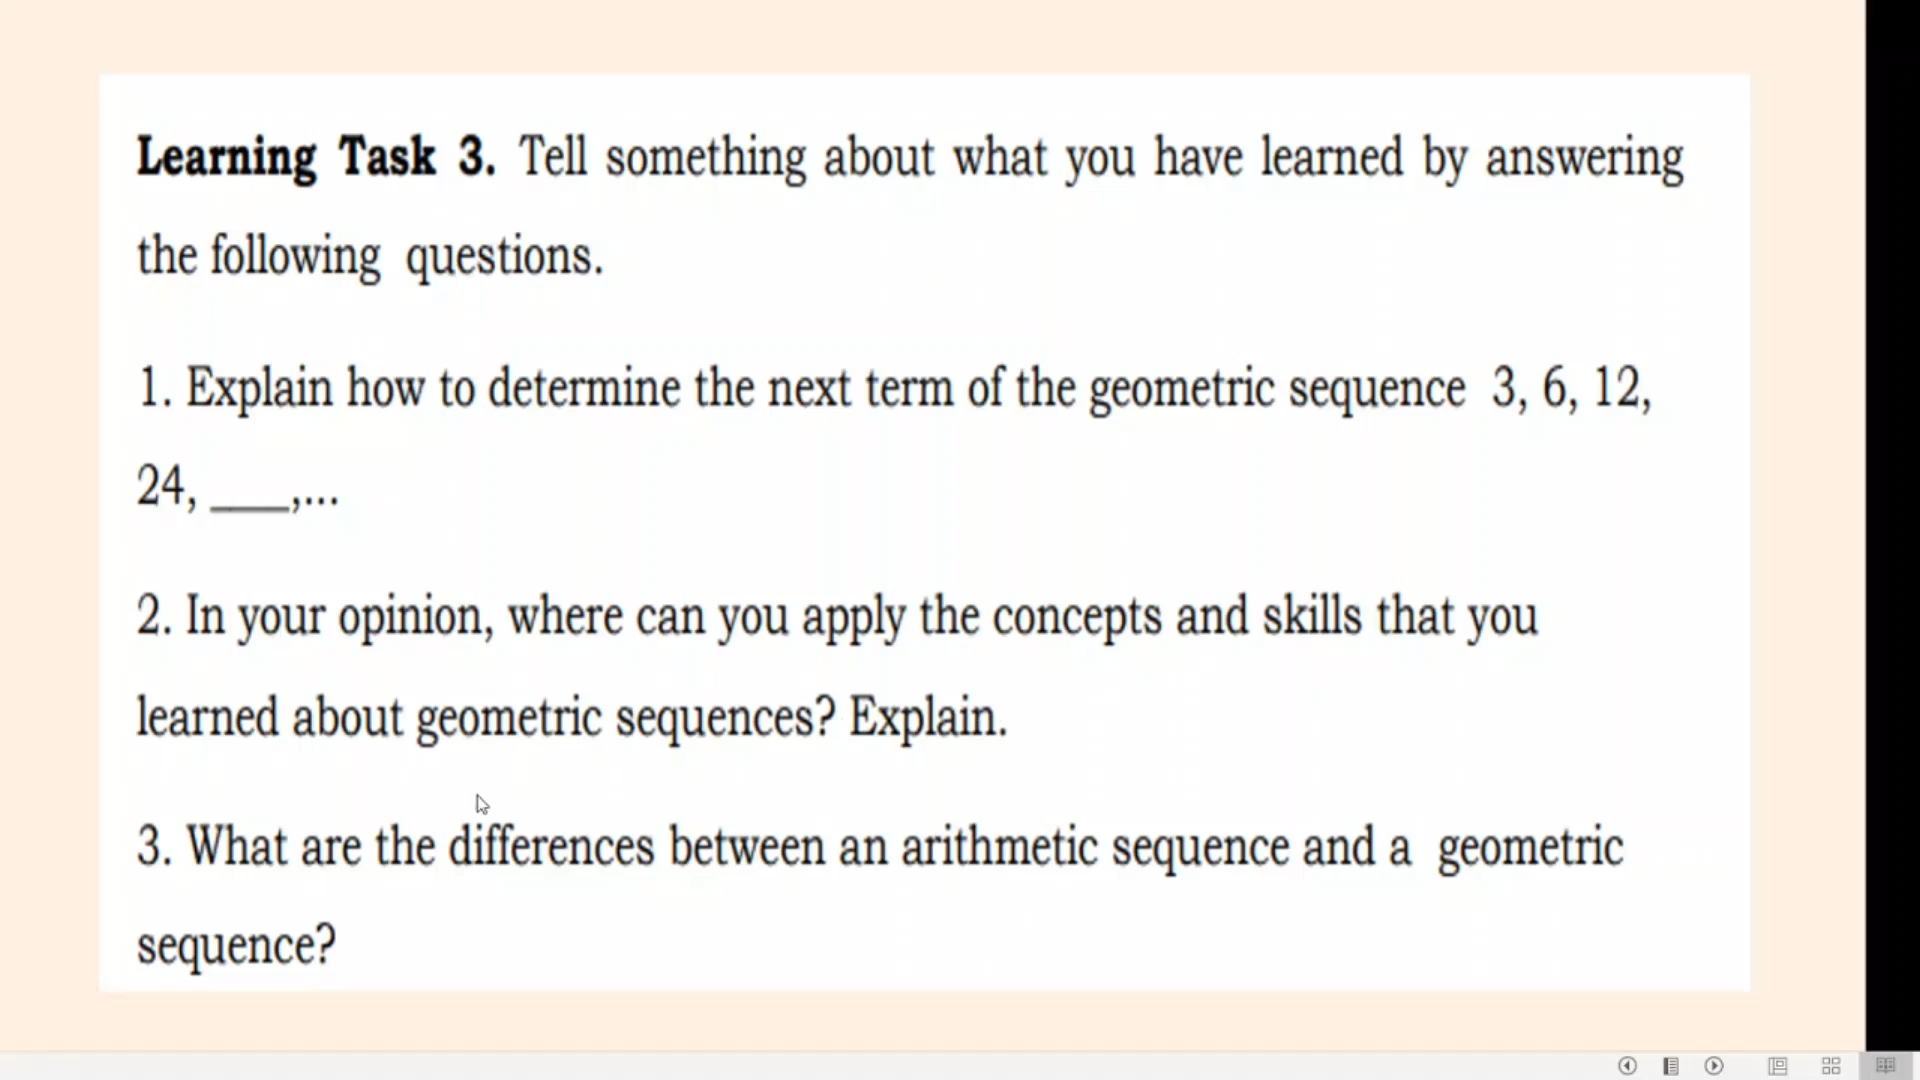 Learning Task 3. Tell something about what you have learned by answering
the following questions.
1. Explain how to determine the next term of the geometric sequence 3, 6, 12,
24, ____,...
2. In your opinion, where can you apply the concepts and skills that you
learned about geometric sequences? Explain.
3. What are the differences between an arithmetic sequence and a geometric
sequence?